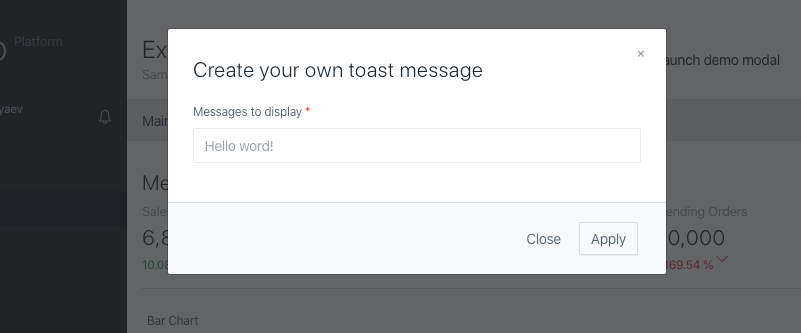 Platform
yaev
Ex
Sam
aunch demo modal
Main
Create your own toast message
×
Messages to display *
Hello word!
Close
Apply
Me
Sales
ending Orders
6,8
0,000
10.08
169.54 %
Bar Chart